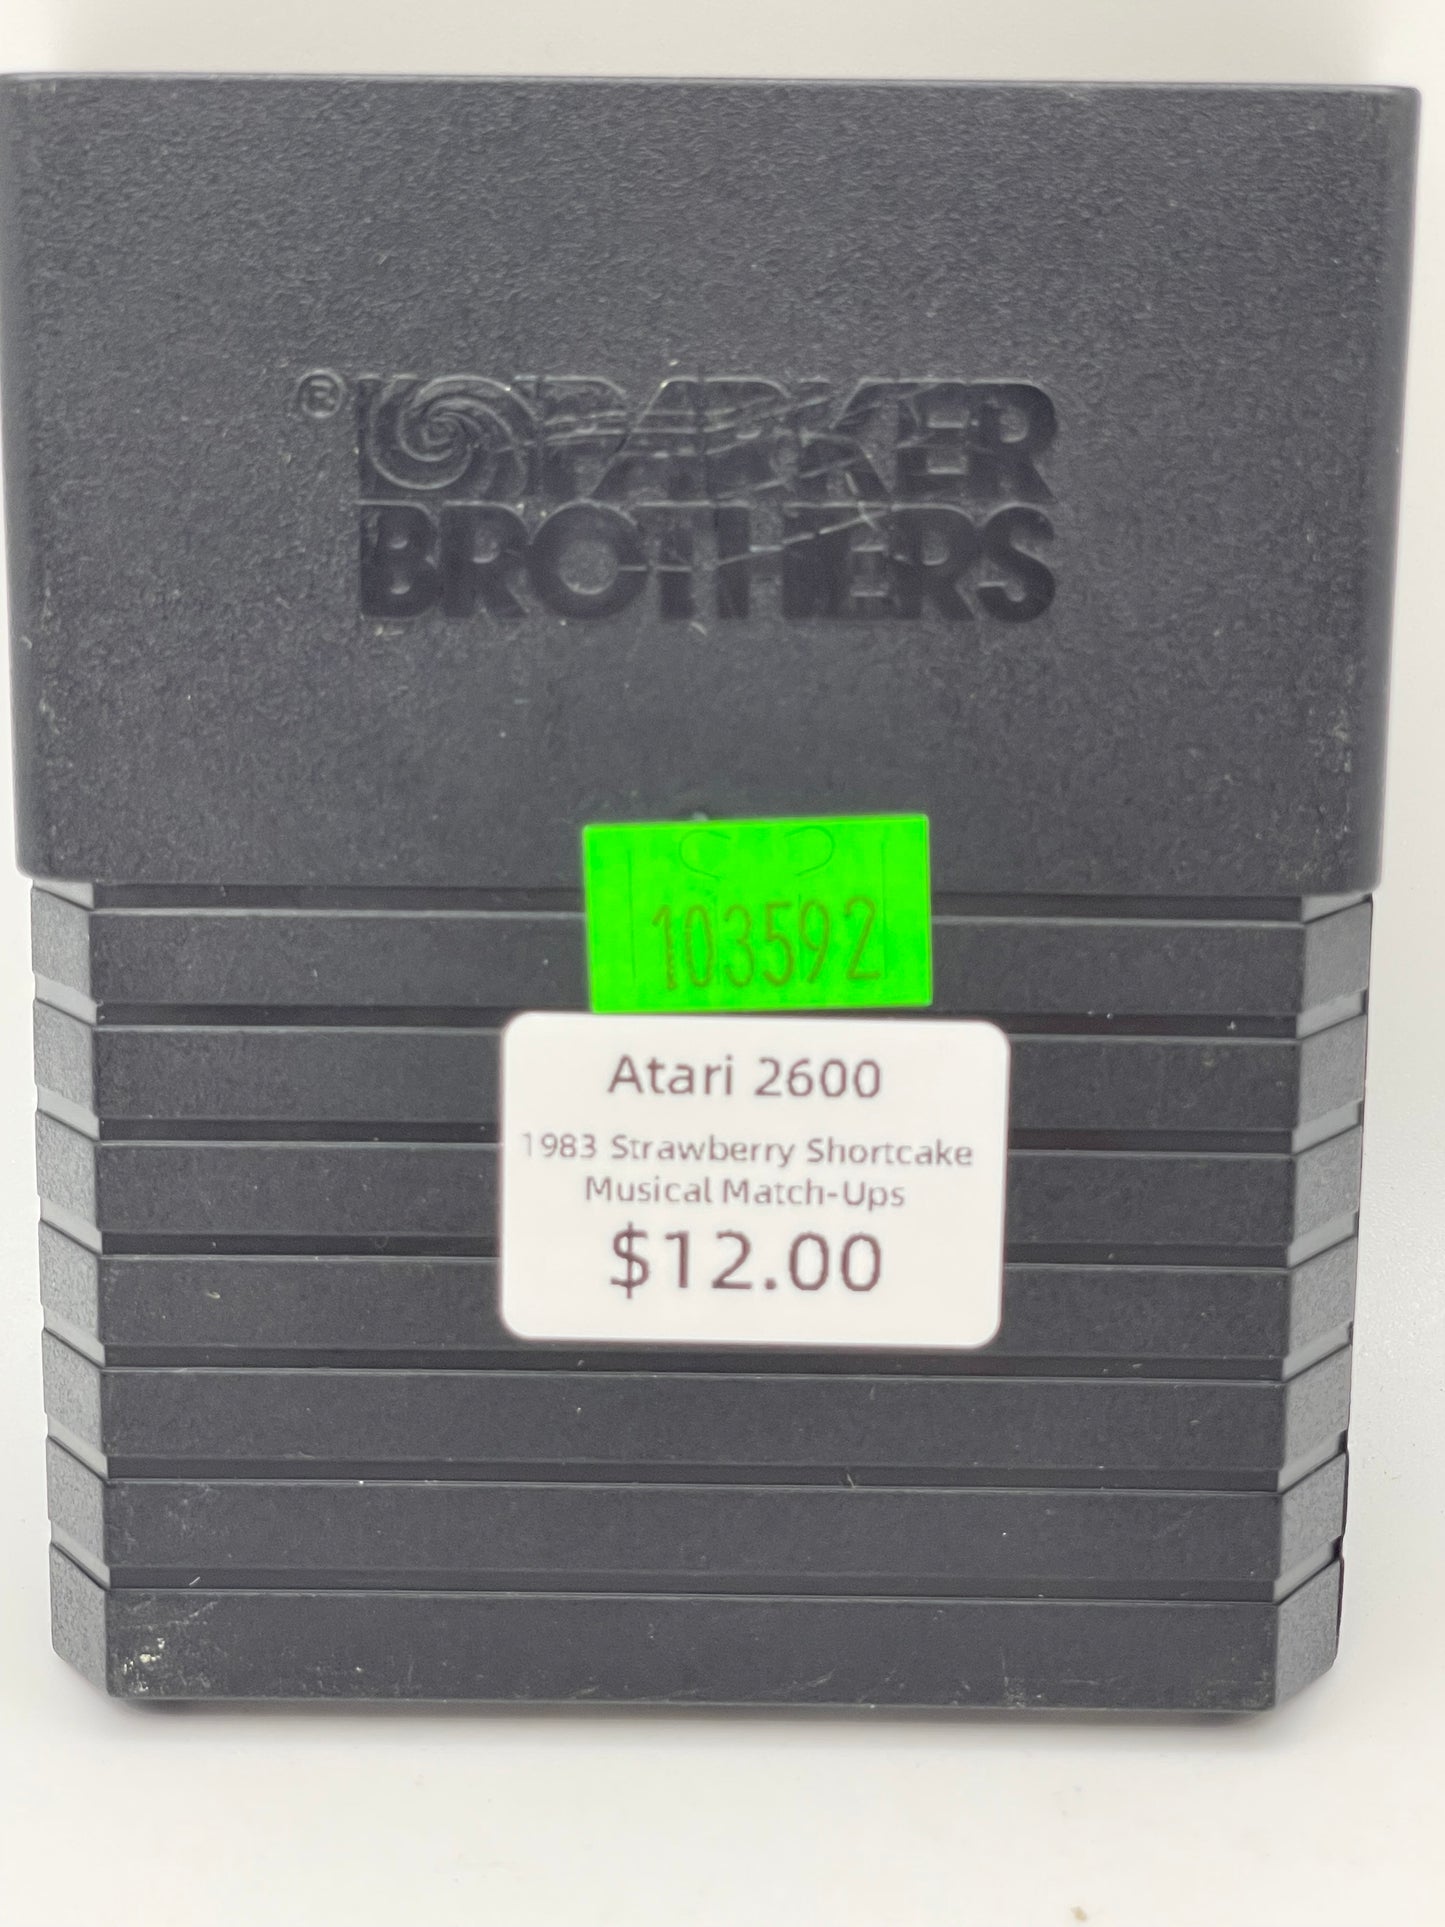 ® PARKER
BROTHERS
103592
Atari 2600
1983 Strawberry Shortcake
Musical Match-Ups
$12.00